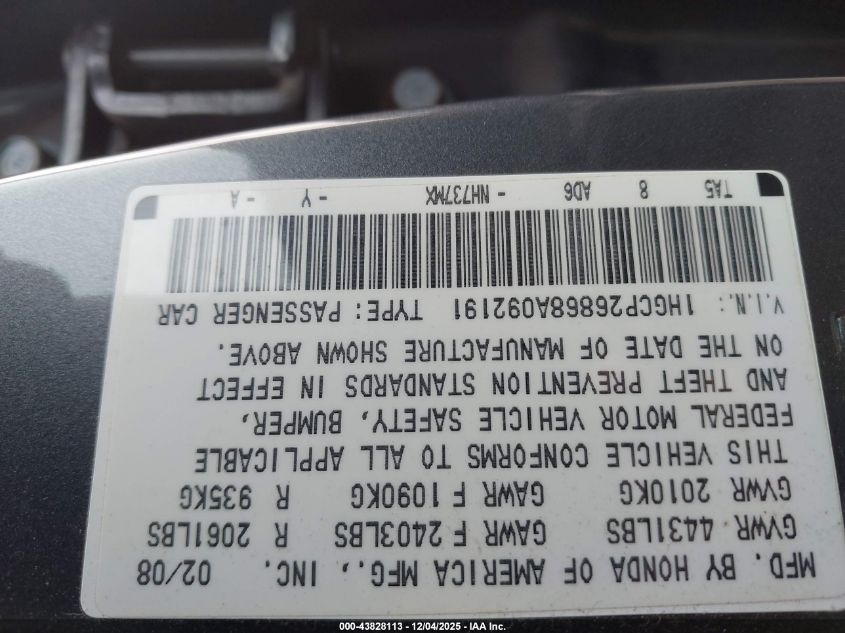 MFD. BY HONDA OF AMERICA MFG., INC. 02/08
GVWR 4431LBS GAWR F 2403LBS R 2061LBS
GVWR 2010KG GAWR F 1090KG R 935KG
THIS VEHICLE CONFORMS TO ALL APPLICABLE
FEDERAL MOTOR VEHICLE SAFETY, BUMPER,
AND THEFT PREVENTION STANDARDS IN EFFECT
ON THE DATE OF MANUFACTURE SHOWN ABOVE.
V.I.N.: 1HGCP26868A092191 TYPE: PASSENGER CAR
TA5 8 AD6 - NH737MX - Y - A
000-43828113 - 12/04/2025 - IAA Inc.